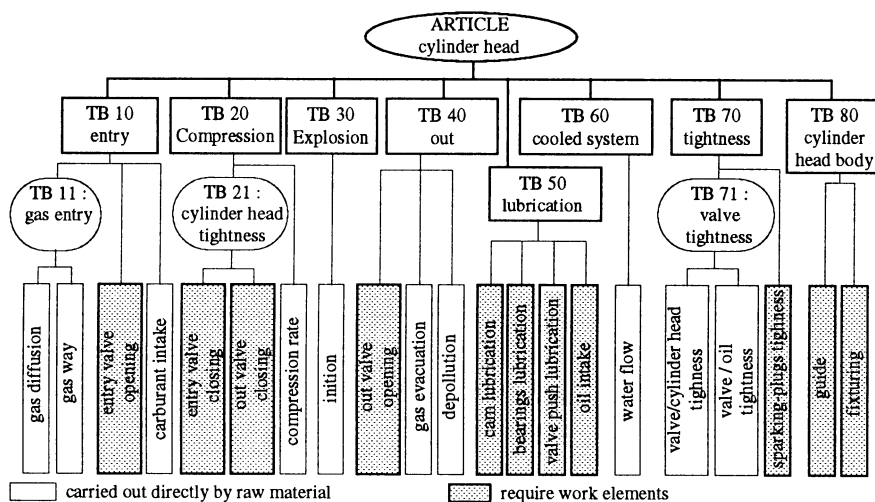 ARTICLE
cylinder head
TB 10
entry
TB 20
Compression
TB 30
Explosion
TB 40
out
TB 60
cooled system
TB 70
tightness
TB 80
cylinder
head body
TB 11 :
gas entry
TB 21 :
cylinder head
tightness
TB 50
lubrication
TB 71 :
valve
tightness
gas diffusion
gas way
entry valve
opening
carburant intake
entry valve
closing
out valve
closing
compression rate
inition
out valve
opening
gas evacuation
depollution
cam lubrication
bearings lubrication
valve push lubrication
oil intake
water flow
valve/cylinder head
tighness
valve / oil
tightness
sparking-plugs tighness
guide
fixturing
carried out directly by raw material
require work elements